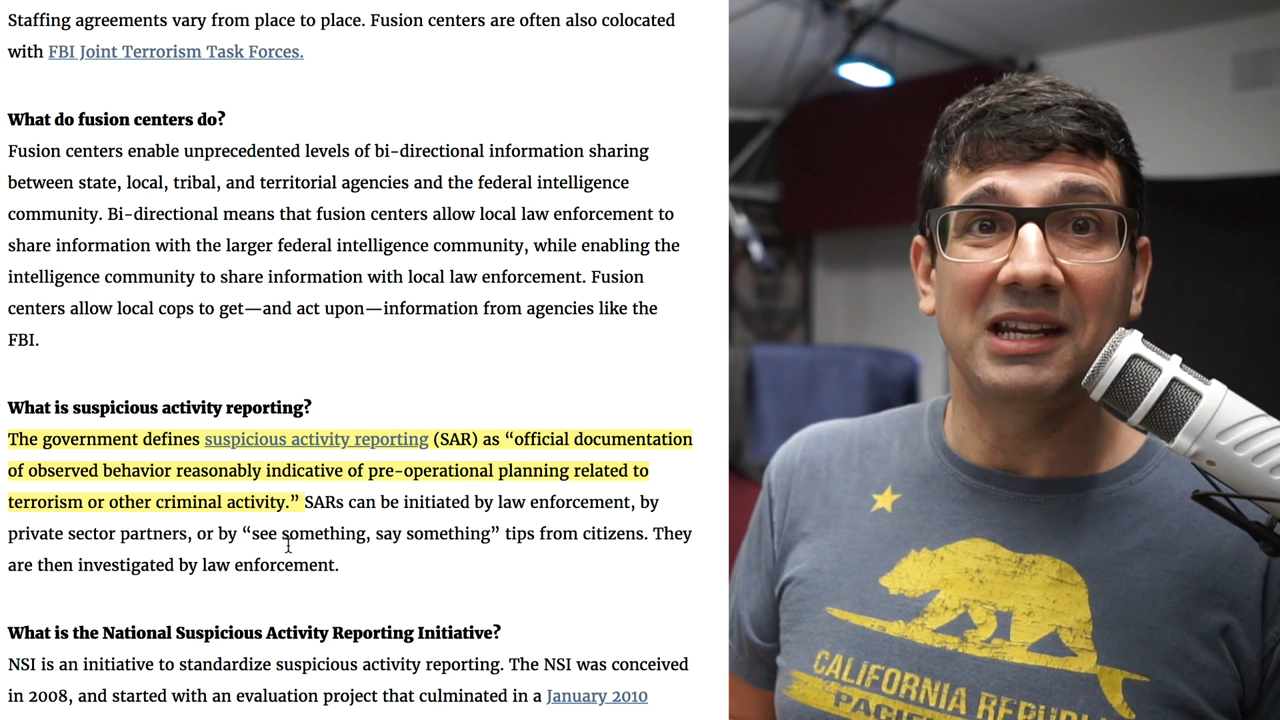 Staffing agreements vary from place to place. Fusion centers are often also colocated
with FBI Joint Terrorism Task Forces.
What do fusion centers do?
Fusion centers enable unprecedented levels of bi-directional information sharing
between state, local, tribal, and territorial agencies and the federal intelligence
community. Bi-directional means that fusion centers allow local law enforcement to
share information with the larger federal intelligence community, while enabling the
intelligence community to share information with local law enforcement. Fusion
centers allow local cops to get—and act upon—information from agencies like the
FBI.
What is suspicious activity reporting?
The government defines suspicious activity reporting (SAR) as “official documentation
of observed behavior reasonably indicative of pre-operational planning related to
terrorism or other criminal activity.” SARs can be initiated by law enforcement, by
private sector partners, or by “see something, say something” tips from citizens. They
are then investigated by law enforcement.
What is the National Suspicious Activity Reporting Initiative?
NSI is an initiative to standardize suspicious activity reporting. The NSI was conceived
in 2008, and started with an evaluation project that culminated in a January 2010
CALIFORNIA